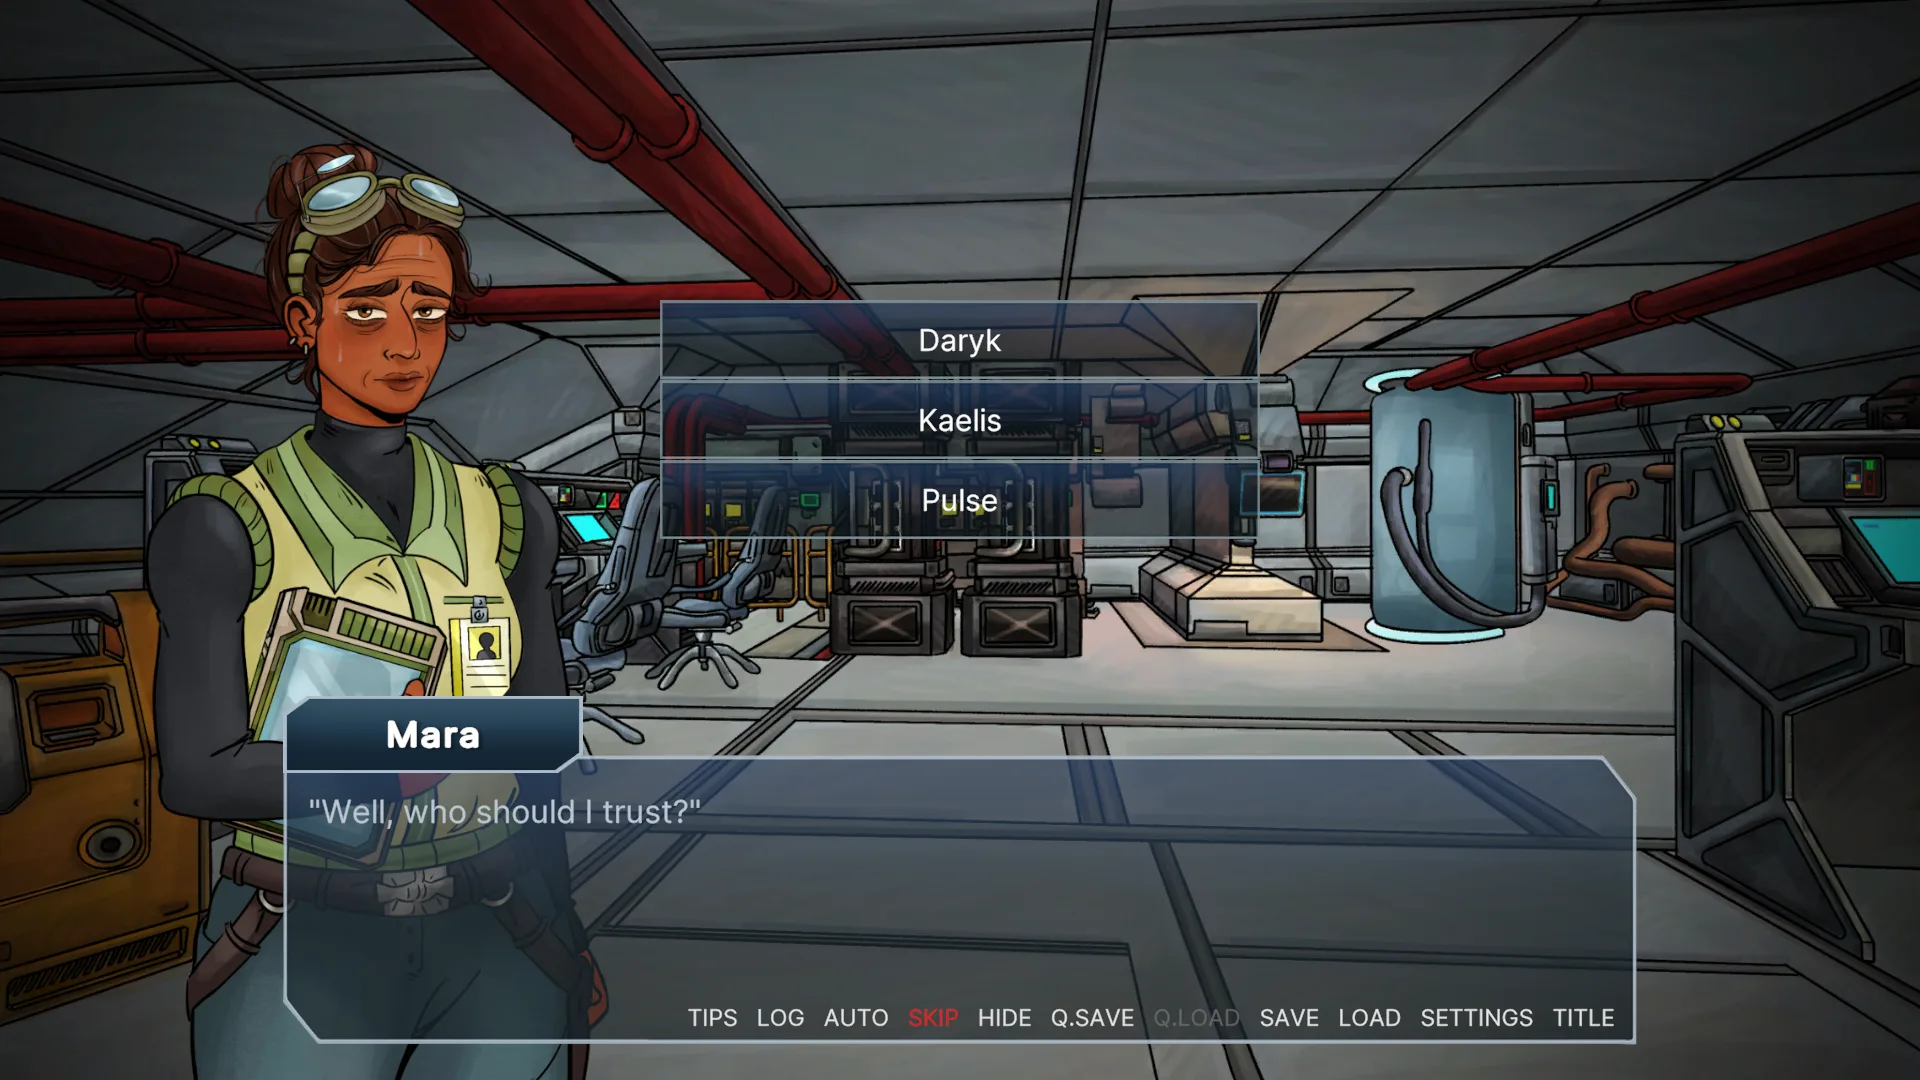 Daryk
Kaelis
Pulse
Mara
"Well, who should I trust?"
TIPS LOG AUTO SKIP HIDE Q.SAVE Q.LOAD SAVE LOAD SETTINGS TITLE